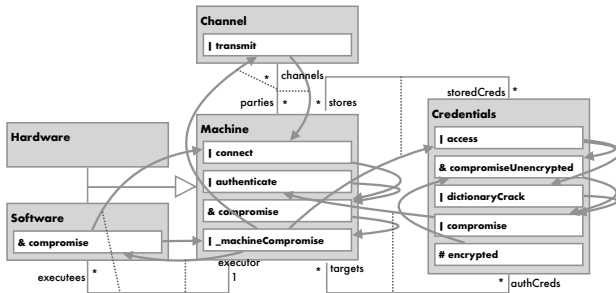 Channel
| transmit
* channels
parties * * stores
storedCreds *
Hardware
Machine
| connect
| authenticate
& compromise
| _machineCompromise
Credentials
| access
& compromiseUnencrypted
| dictionaryCrack
| compromise
# encrypted
Software
& compromise
executees *
executor
1
* targets
* authCreds